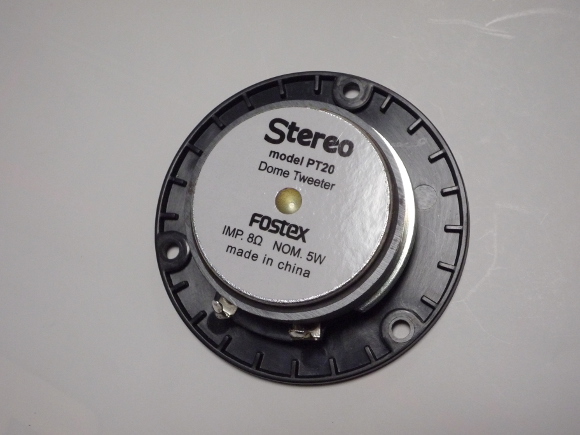 Stereo
model PT20
Dome Tweeter
Fostex
IMP. 8Ω NOM. 5W
made in china